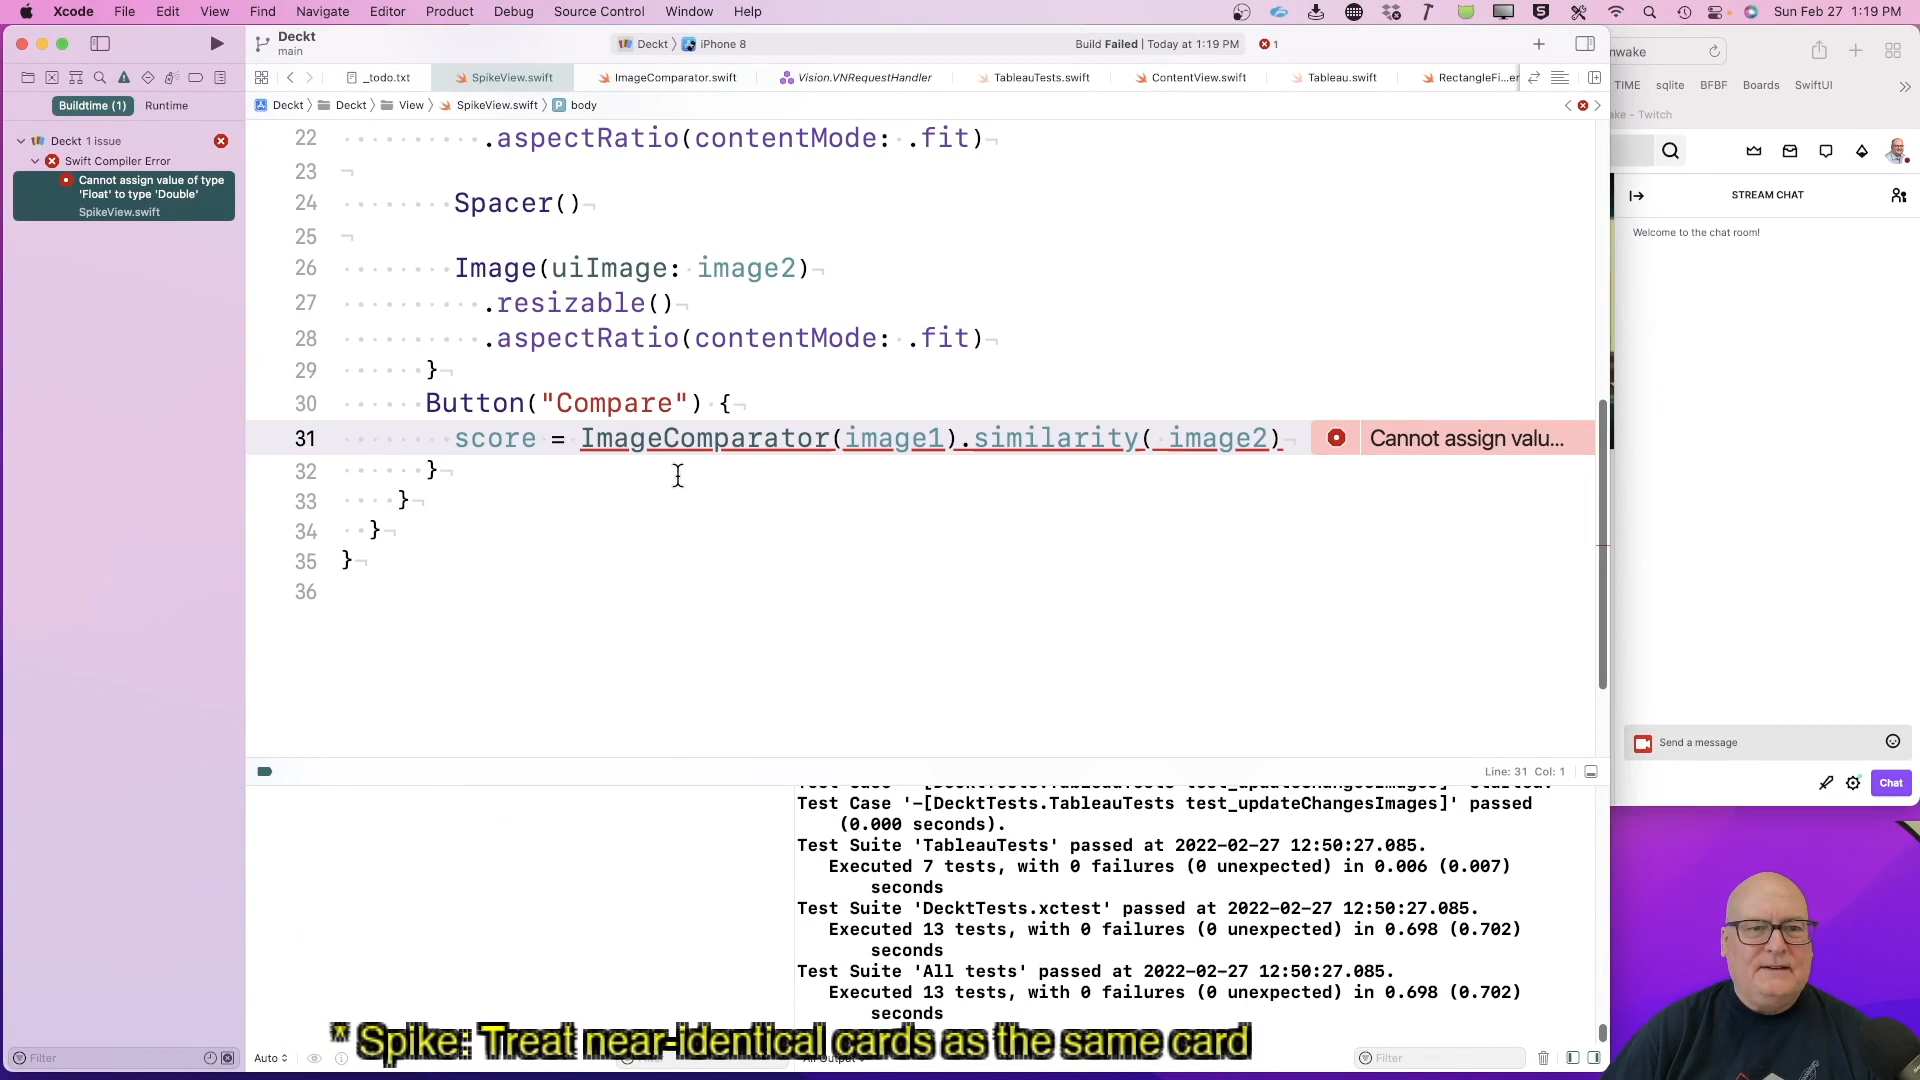 Xcode File Edit View Find Navigate Editor Product Debug Source Control Window Help
Sun Feb 27 1:19 PM
Deckt
main
Deckt
iPhone 8
Build Failed | Today at 1:19 PM
1
_todo.txt
SpikeView.swift
ImageComparator.swift
Vision.VNRequestHandler
TableauTests.swift
ContentView.swift
Tableau.swift
RectangleFi...er
Buildtime (1)
Runtime
Deckt
Deckt
View
SpikeView.swift
P body
Deckt 1 issue
Swift Compiler Error
Cannot assign value of type
'Float' to type 'Double'
SpikeView.swift
22 .aspectRatio(contentMode: .fit)
23
24 Spacer()
25
26 Image(uiImage: image2)
27 .resizable()
28 .aspectRatio(contentMode: .fit)
29 }
30 Button("Compare") {
31 score = ImageComparator(image1).similarity( image2)
Cannot assign valu...
32 }
33 }
34 }
35 }
36
Line: 31 Col: 1
Test Case '-[DecktTests.TableauTests test_updateChangesImages]' started.
Test Case '-[DecktTests.TableauTests test_updateChangesImages]' passed
(0.000 seconds).
Test Suite 'TableauTests' passed at 2022-02-27 12:50:27.085.
Executed 7 tests, with 0 failures (0 unexpected) in 0.006 (0.007)
seconds
Test Suite 'DecktTests.xctest' passed at 2022-02-27 12:50:27.085.
Executed 13 tests, with 0 failures (0 unexpected) in 0.698 (0.702)
seconds
Test Suite 'All tests' passed at 2022-02-27 12:50:27.085.
Executed 13 tests, with 0 failures (0 unexpected) in 0.698 (0.702)
seconds
* Spike: Treat near-identical cards as the same card
Filter
Auto
Filter
nwake
TIME sqlite BFBF Boards SwiftUI
ake - Twitch
STREAM CHAT
Welcome to the chat room!
Send a message
Chat